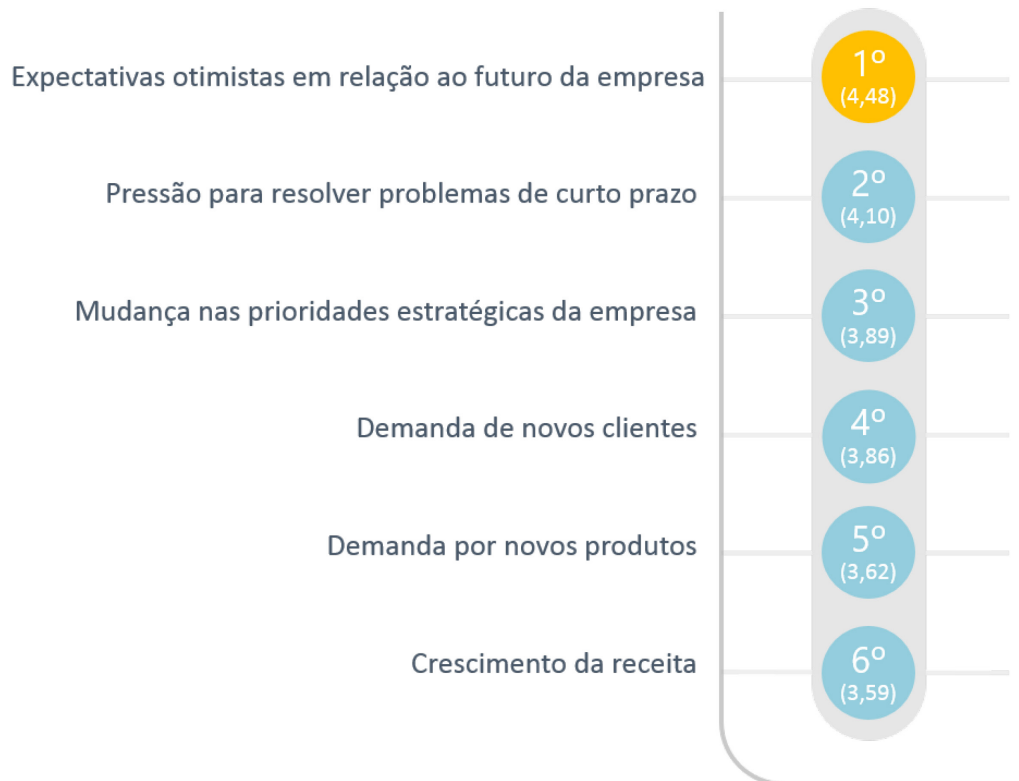 Expectativas otimistas em relação ao futuro da empresa
1º
(4,48)
Pressão para resolver problemas de curto prazo
2º
(4,10)
Mudança nas prioridades estratégicas da empresa
3º
(3,89)
Demanda de novos clientes
4º
(3,86)
Demanda por novos produtos
5º
(3,62)
Crescimento da receita
6º
(3,59)